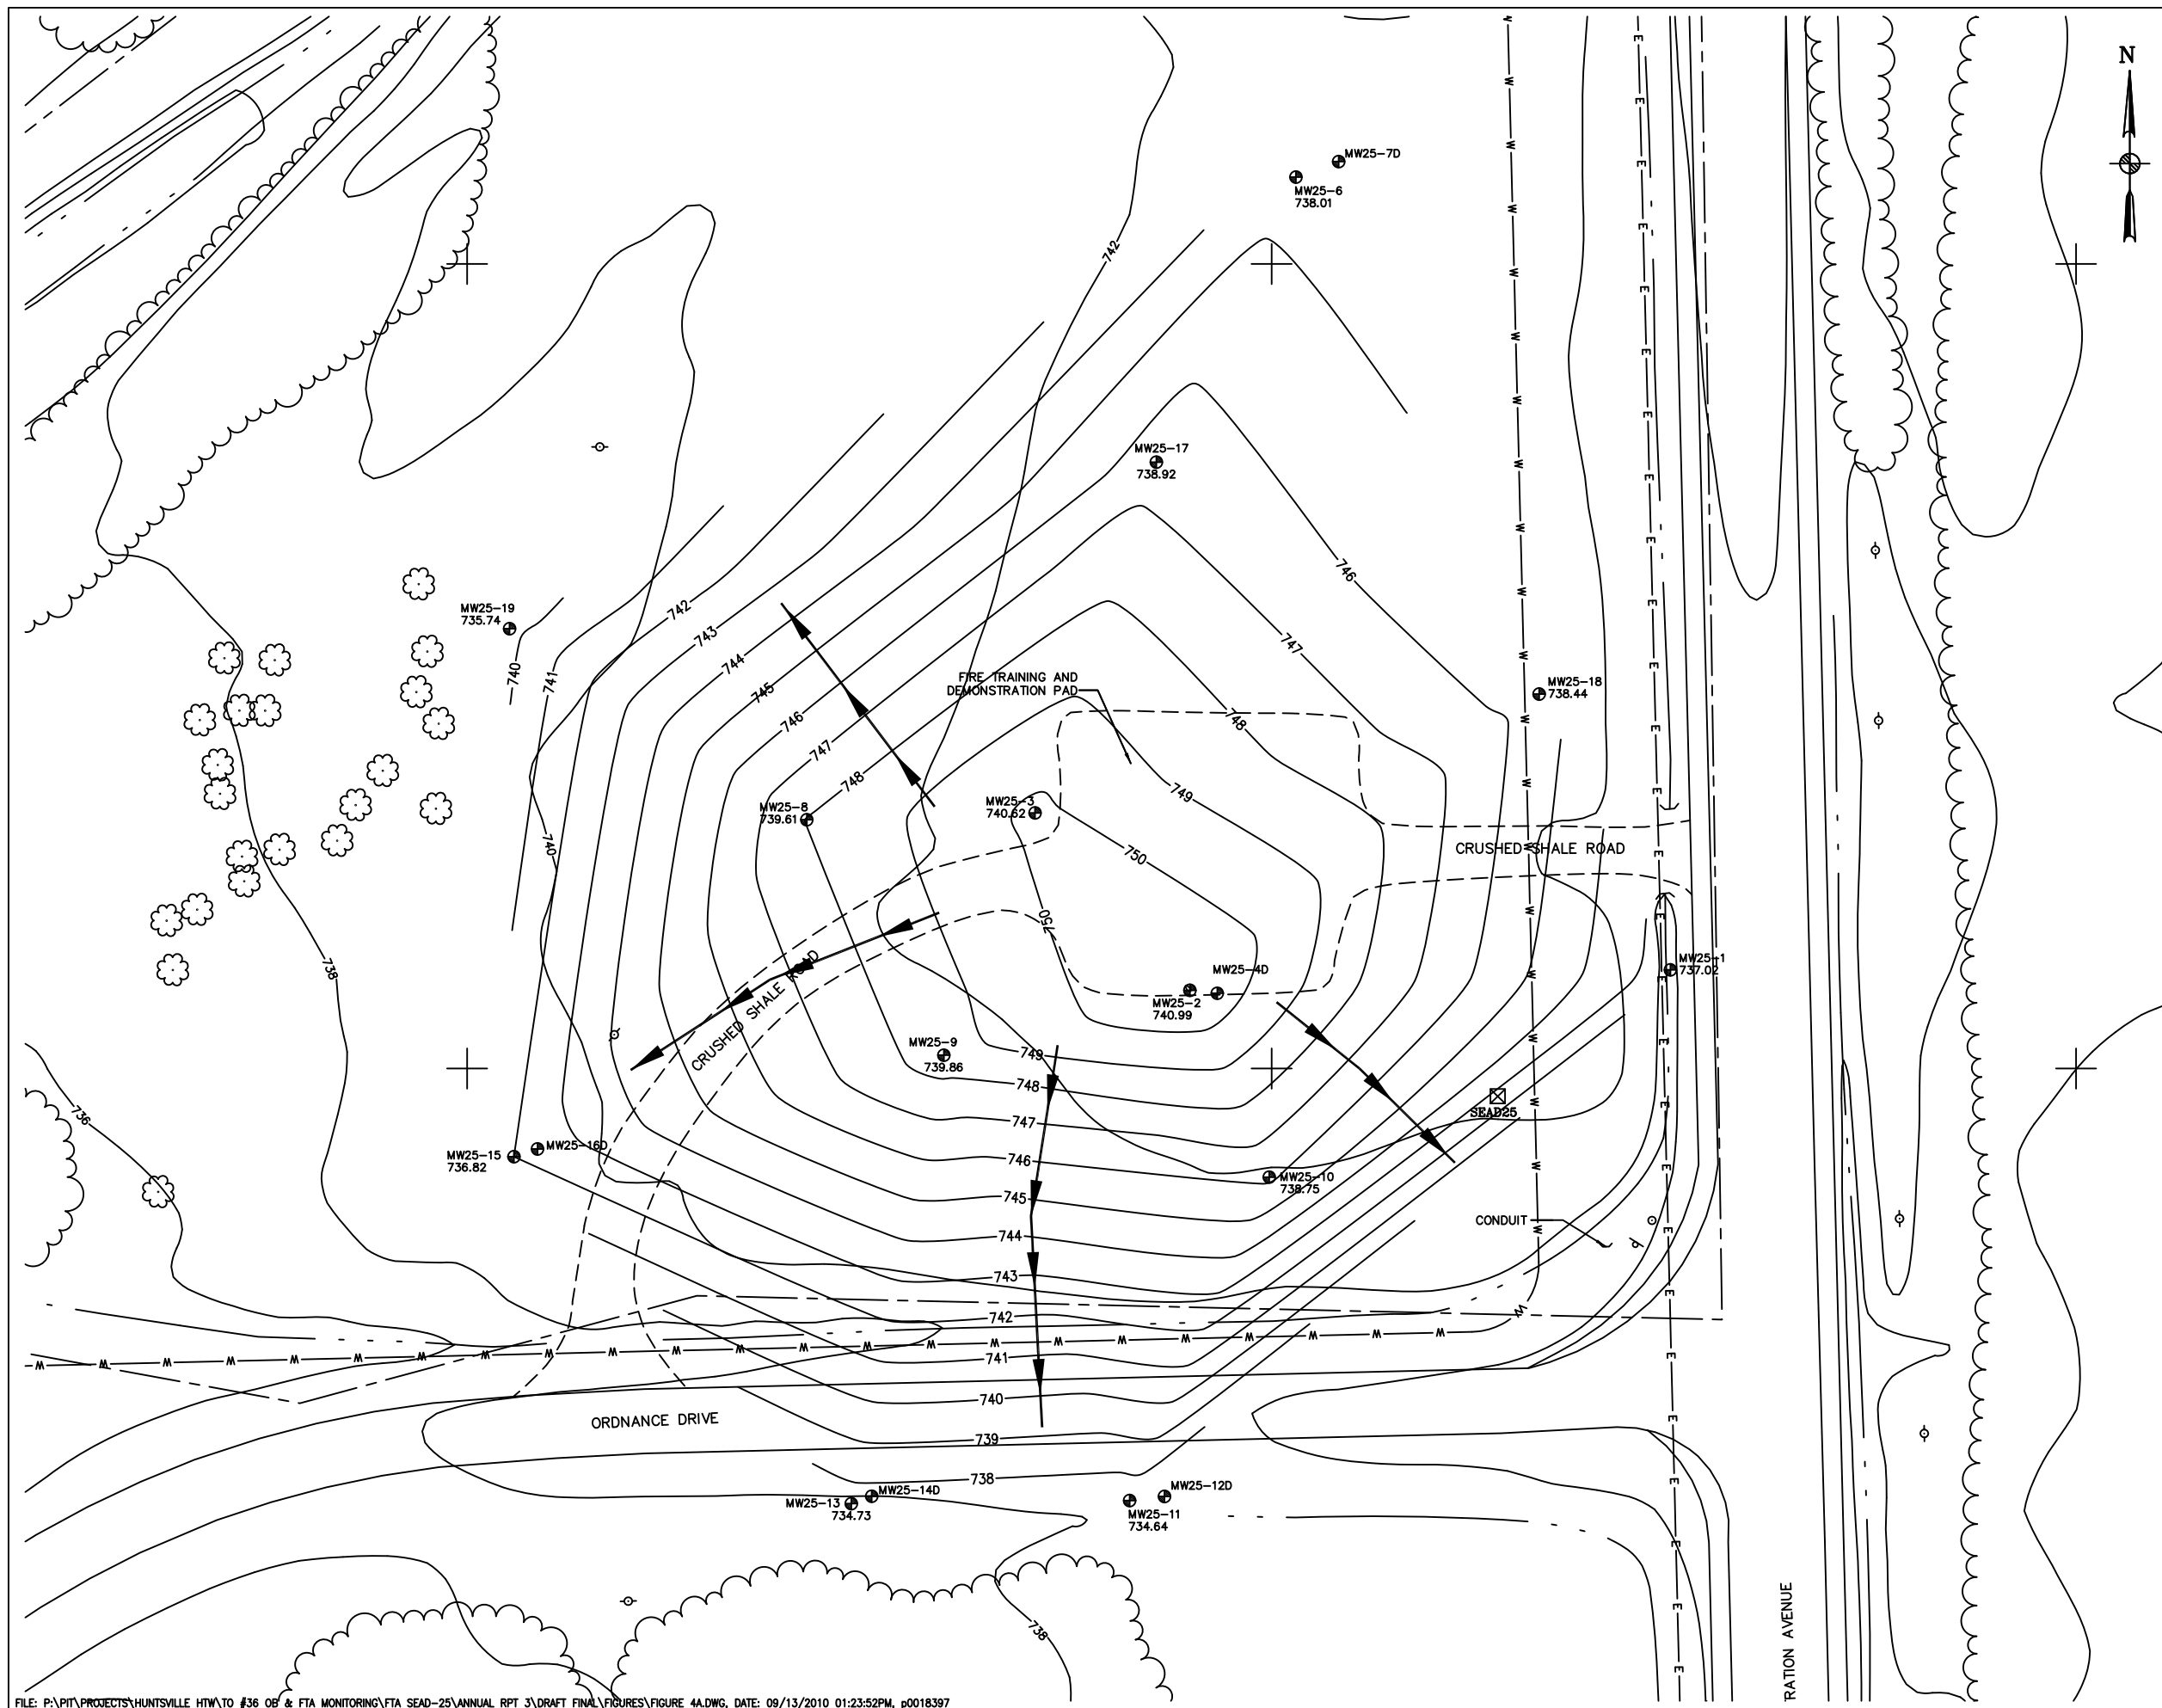 N
MW25-7D
MW25-6
738.01
742
MW25-17
738.92
746
MW25-19
735.74
742
743
744
745
746
747
748
740
741
747
FIRE TRAINING AND
DEMONSTRATION PAD
748
MW25-18
738.44
749
MW25-8
739.61
MW25-3
740.62
750
740
CRUSHED SHALE ROAD
750
738
CRUSHED SHALE ROAD
MW25-4D
MW25-2
740.99
MW25-1
737.02
MW25-9
739.86
749
748
747
746
745
744
743
742
741
740
739
738
SEAD25
736
MW25-16D
MW25-15
736.82
MW25-10
738.75
CONDUIT
ORDNANCE DRIVE
MW25-14D
MW25-13
734.73
MW25-12D
MW25-11
734.64
738
RATION AVENUE
W W W W W W W W W W W W W W W W W W W W W W W
E E E E E E E E E E E E E E E E E E E E E E E E E E
FILE: P:\PIT\PROJECTS\HUNTSVILLE HTW\TO #36 OB & FTA MONITORING\FTA SEAD-25\ANNUAL RPT 3\DRAFT FINAL\FIGURES\FIGURE 4A.DWG, DATE: 09/13/2010 01:23:52PM, p0018397